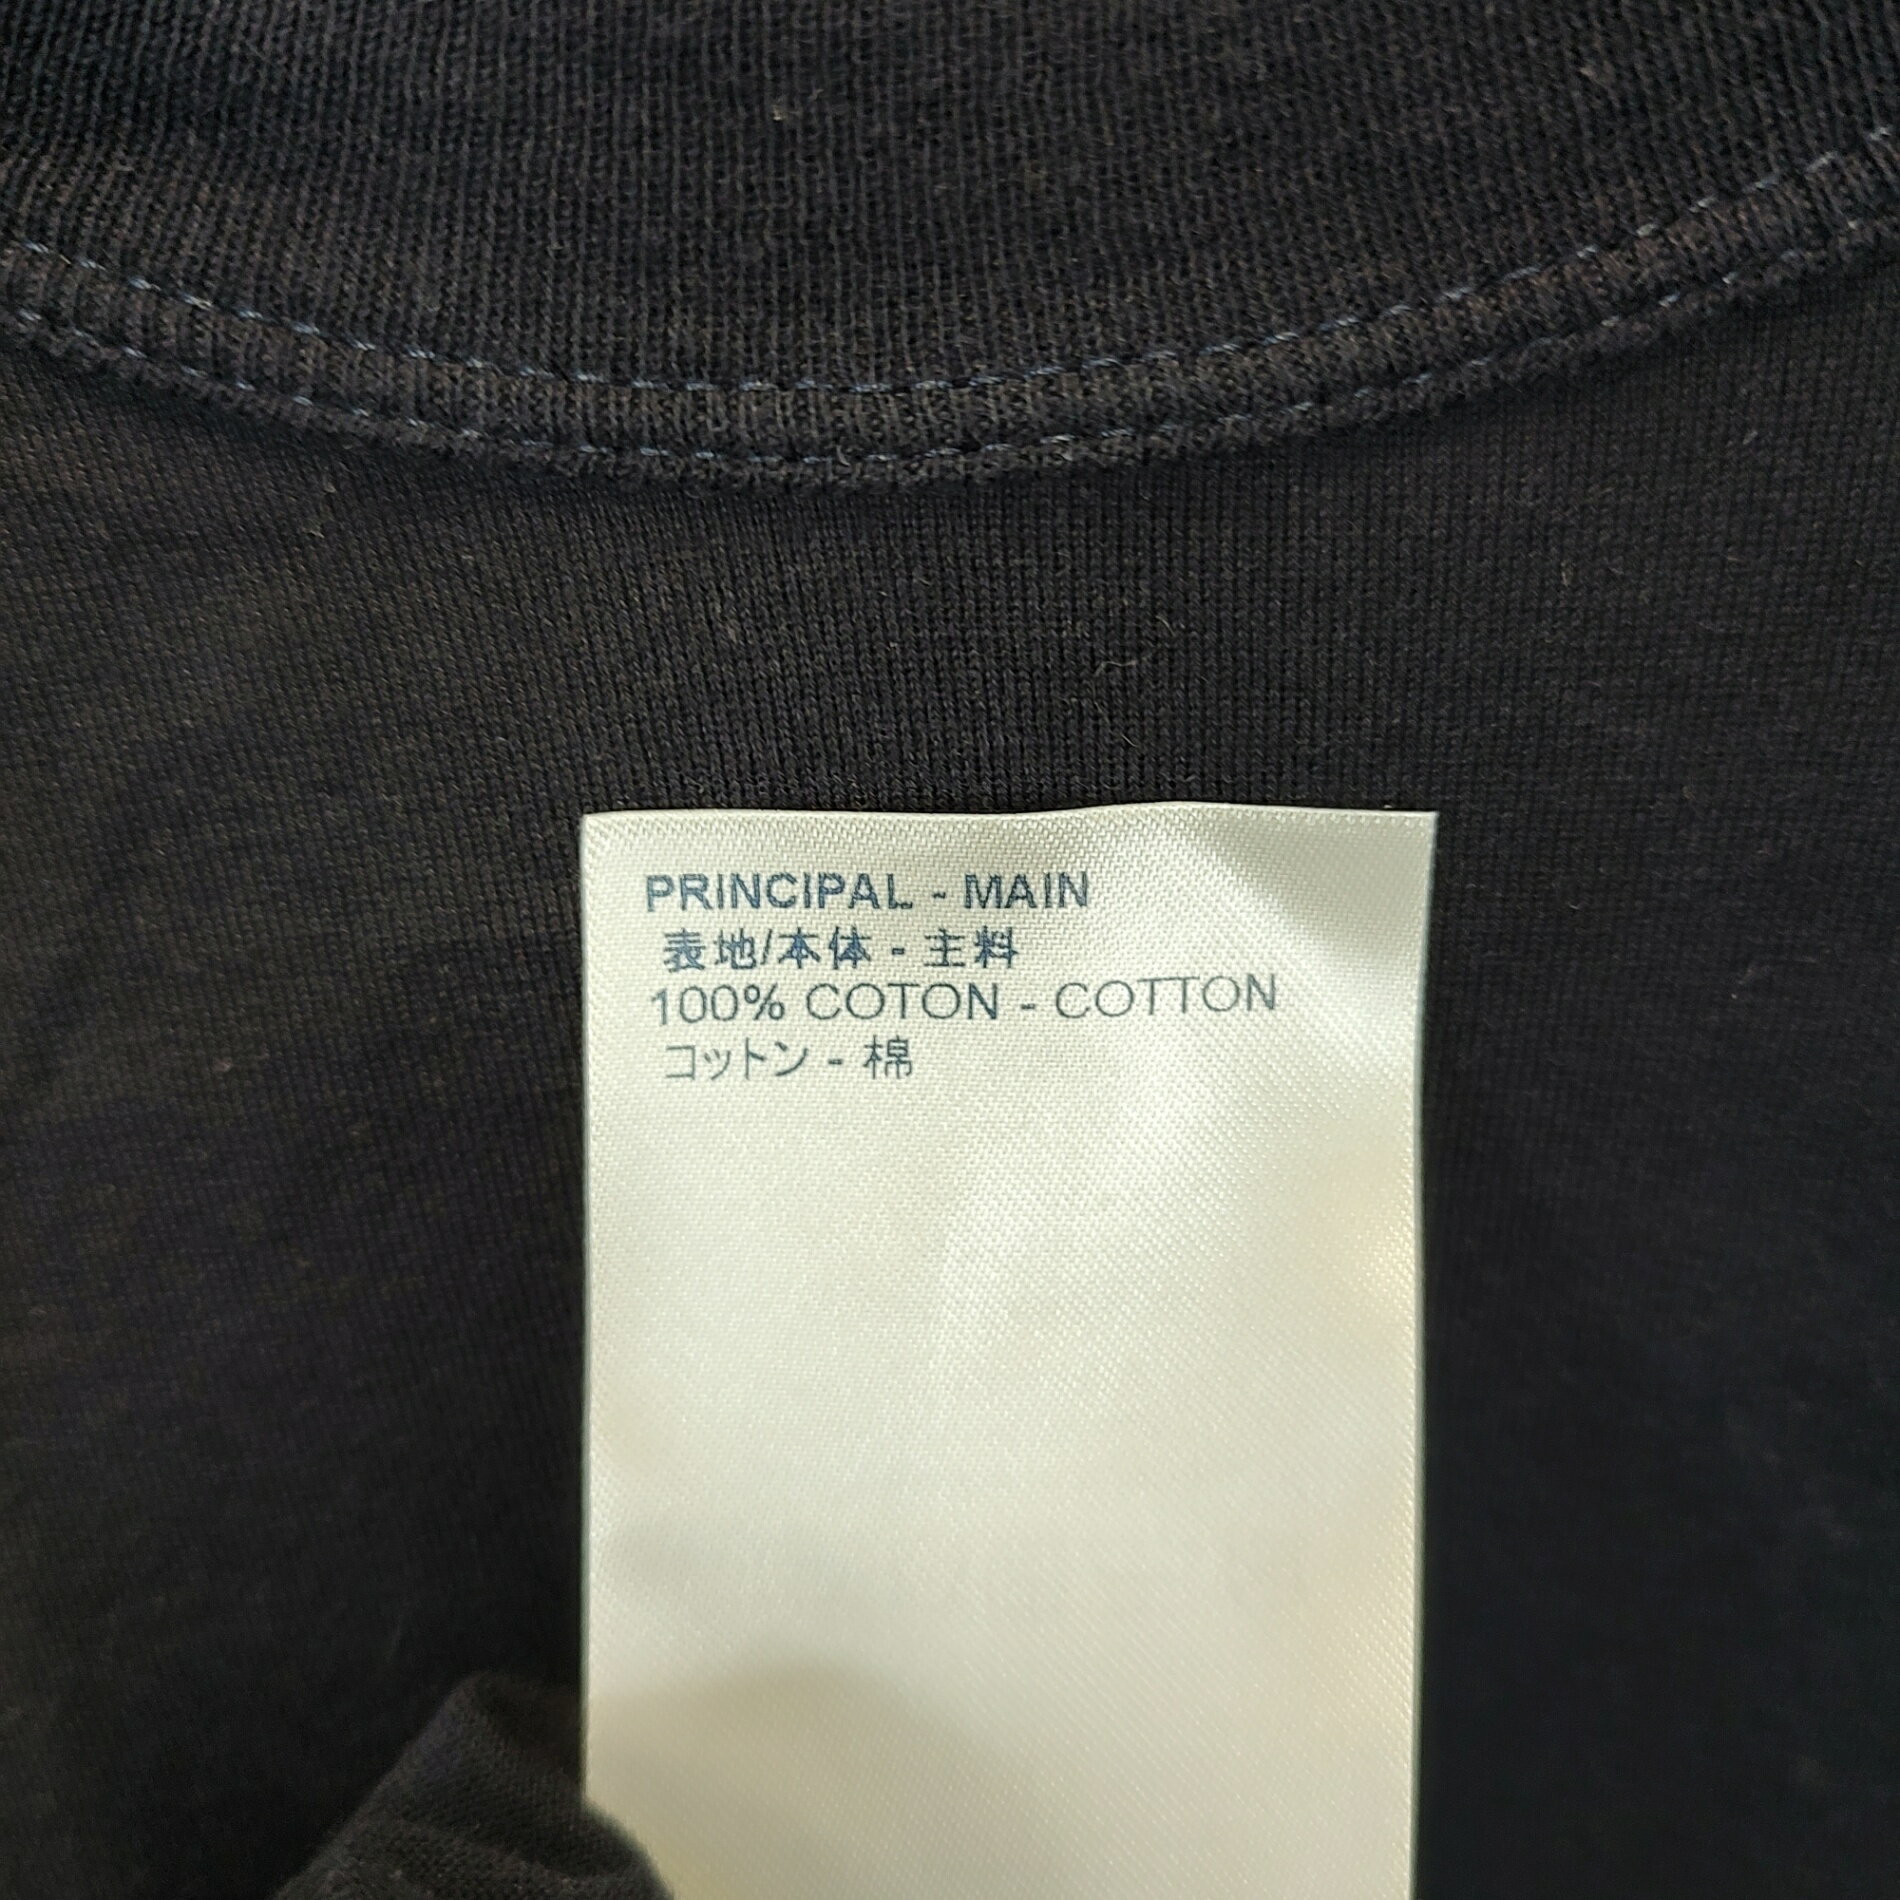 PRINCIPAL - MAIN
表地/本体 - 主料
100% COTON - COTTON
コットン - 棉